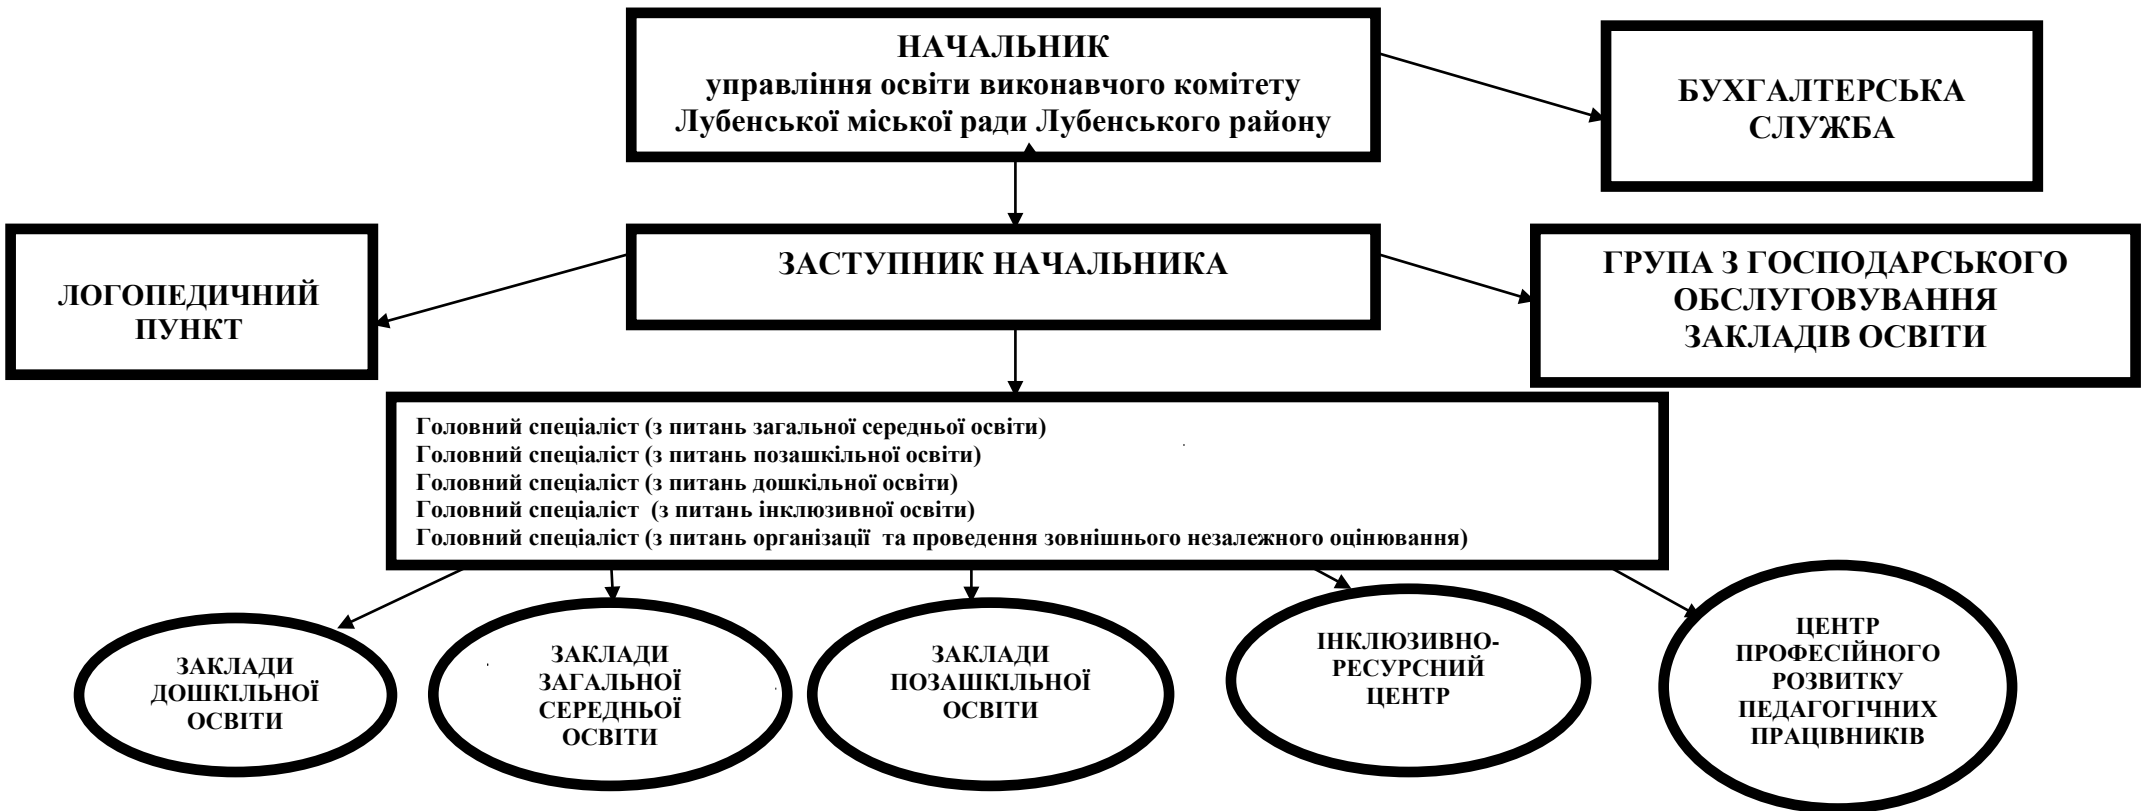 НАЧАЛЬНИК
управління освіти виконавчого комітету
Лубенської міської ради Лубенського району
БУХГАЛТЕРСЬКА
СЛУЖБА
ЛОГОПЕДИЧНИЙ
ПУНКТ
ЗАСТУПНИК НАЧАЛЬНИКА
ГРУПА З ГОСПОДАРСЬКОГО
ОБСЛУГОВУВАННЯ
ЗАКЛАДІВ ОСВІТИ
Головний спеціаліст (з питань загальної середньої освіти)
Головний спеціаліст (з питань позашкільної освіти)
Головний спеціаліст (з питань дошкільної освіти)
Головний спеціаліст  (з питань інклюзивної освіти)
Головний спеціаліст (з питань організації  та проведення зовнішнього незалежного оцінювання)
ЗАКЛАДИ
ДОШКІЛЬНОЇ
ОСВІТИ
ЗАКЛАДИ
ЗАГАЛЬНОЇ
СЕРЕДНЬОЇ
ОСВІТИ
ЗАКЛАДИ
ПОЗАШКІЛЬНОЇ
ОСВІТИ
ІНКЛЮЗИВНО-
РЕСУРСНИЙ
ЦЕНТР
ЦЕНТР
ПРОФЕСІЙНОГО
РОЗВИТКУ
ПЕДАГОГІЧНИХ
ПРАЦІВНИКІВ